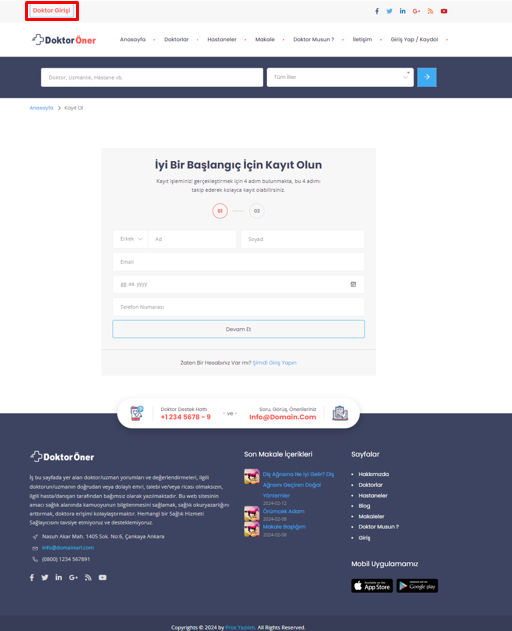 Doktor Girişi
DoktorÖner
Anasayfa
Doktorlar
Hastaneler
Makale
Doktor Musun ?
İletişim
Giriş Yap / Kaydol
Doktor, Uzmanlık, Hastane vb.
Tüm İller
Anasayfa > Kayıt Ol
İyi Bir Başlangıç İçin Kayıt Olun
Kayıt işleminizi gerçekleştirmek için 4 adım bulunmakta, bu 4 adımı
takip ederek kolayca kayıt olabilirsiniz.
01
03
Erkek
Ad
Soyad
Email
gg.aa.yyyy
Telefon Numarası
Devam Et
Zaten Bir Hesabınız Var mı? Şimdi Giriş Yapın
Doktor Destek Hattı
+1 234 5678 - 9
- ve -
Soru, Görüş, Önerileriniz
Info@Domain.Com
DoktorÖner
İş bu sayfada yer alan doktor/uzman yorumları ve değerlendirmeleri, ilgili
doktorun/uzmanın doğrudan veya dolaylı emri, talebi ve/veya ricası olmaksızın,
ilgili hasta/danışan tarafından bağımsız olarak yazılmaktadır. Bu web sitesinin
amacı sağlık alanında kamuoyunun bilgilenmesini sağlamak, sağlık okuryazarlığını
arttırmak, doktora erişimi kolaylaştırmaktır. Herhangi bir Sağlık Hizmeti
Sağlayıcısını tavsiye etmiyoruz ve desteklemiyoruz.
Nasuh Akar Mah. 1405 Sok. No:6, Çankaya Ankara
info@domainari.com
(0800) 1234 567891
Son Makale İçerikleri
Diş Ağrısına Ne İyi Gelir? Diş
Ağrısını Geçiren Doğal
Yöntemler
2024-02-12
Örümcek Adam
2024-02-08
Makale Başlığım
2024-02-08
Sayfalar
Hakkımızda
Doktorlar
Hastaneler
Blog
Makaleler
Doktor Musun ?
Giriş
Mobil Uygulamamız
App Store
Google play
Copyrights © 2024 by Proz Yazılım. All Rights Reserved.